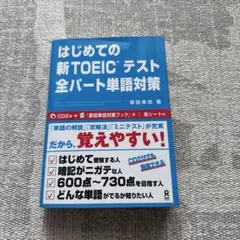 はじめての
新TOEIC®テスト
全パート単語対策
塚田幸光 著
CD2枚+
「直前単語対策ブック」+
赤シート付
「単語の解説」「攻略法」「ミニテスト」が充実
だから、覚えやすい!
はじめて受験する人
暗記がニガテな人
600点〜730点を目指す人
どんな単語がでるか知りたい人